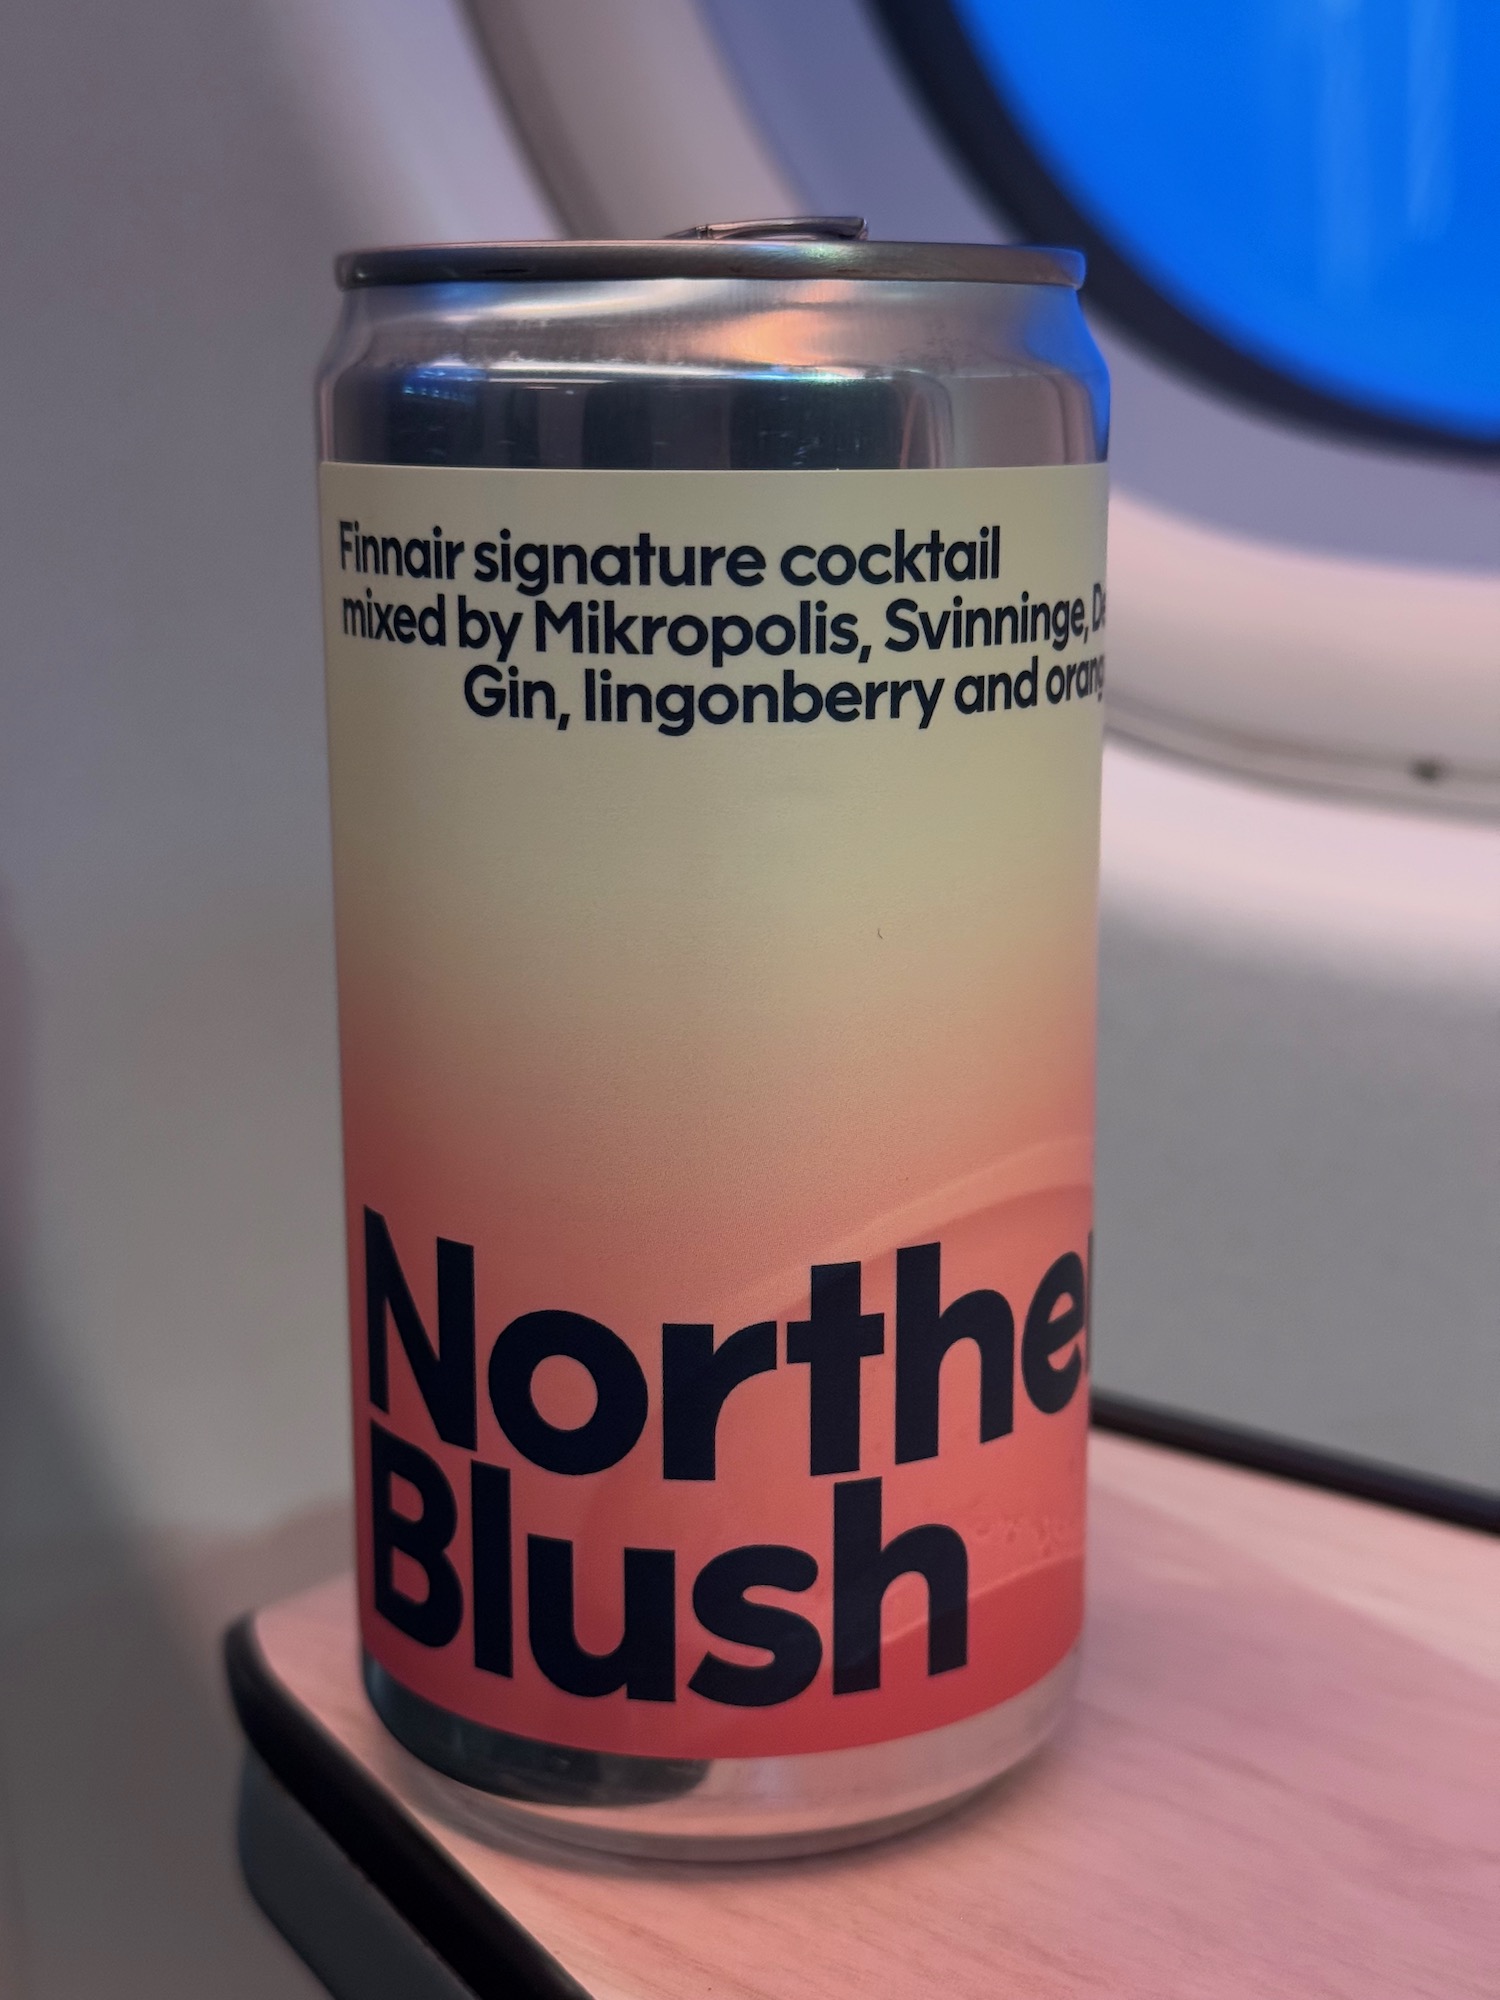 Finnair signature cocktail
mixed by Mikropolis, Svinninge,
Gin, lingonberry and
Blush